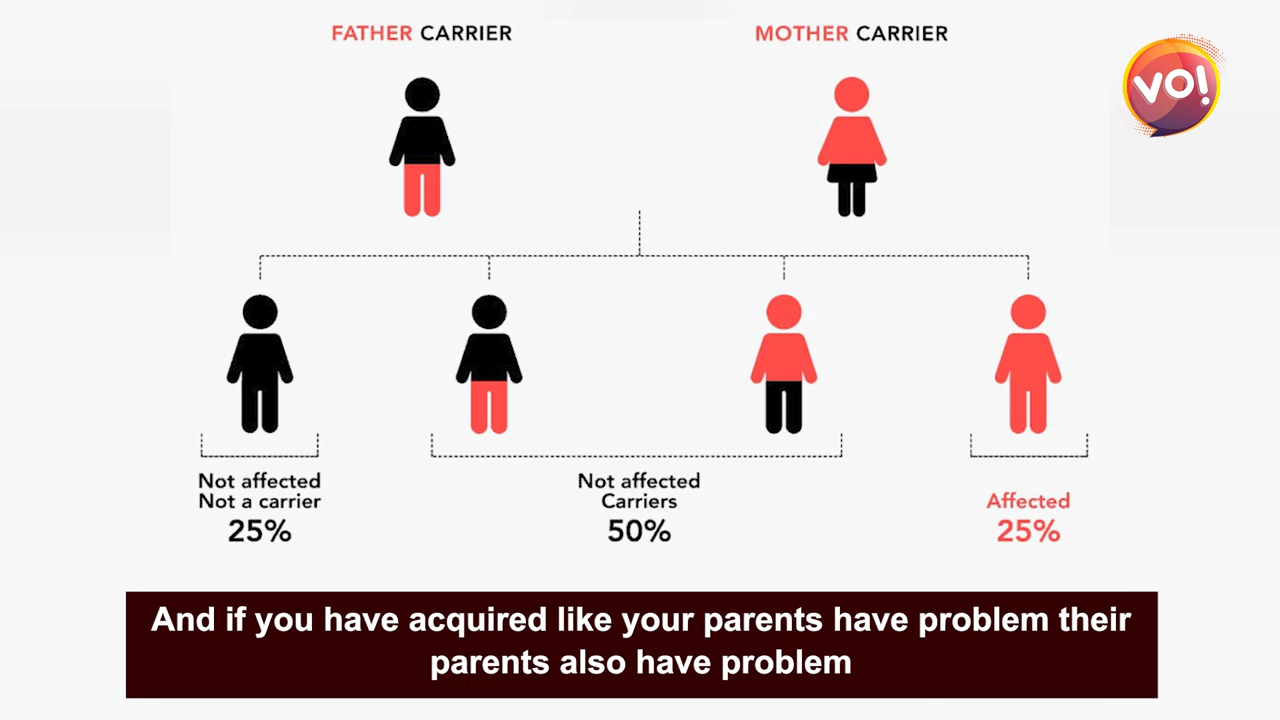 FATHER CARRIER
MOTHER CARRIER
VO!
Not affected
Not a carrier
25%
Not affected
Carriers
50%
Affected
25%
And if you have acquired like your parents have problem their
parents also have problem